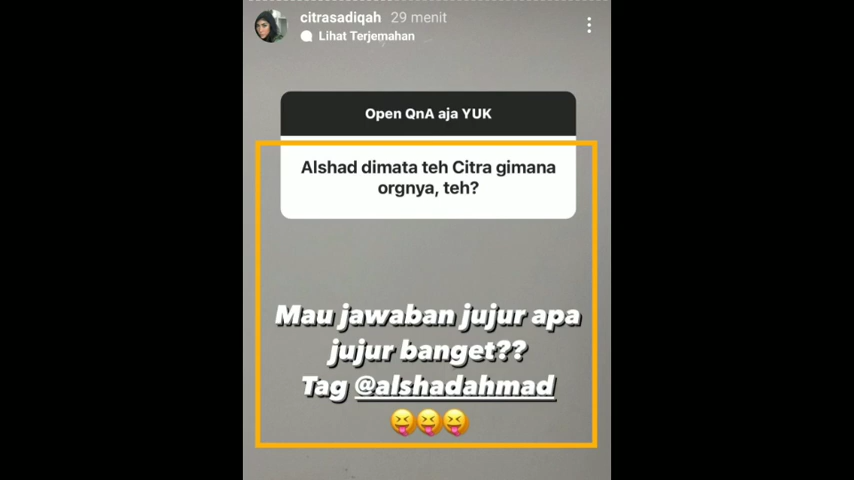 citrasadiqah 29 menit
Lihat Terjemahan
Open QnA aja YUK
Alshad dimata teh Citra gimana
orgnya, teh?
Mau jawaban jujur apa
jujur banget??
Tag @alshadahmad
😝😝😝